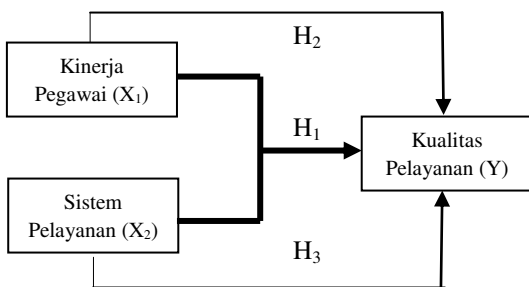 H₂
Kinerja
Pegawai (X₁)
H₁
Kualitas
Pelayanan (Y)
Sistem
Pelayanan (X₂)
H₃